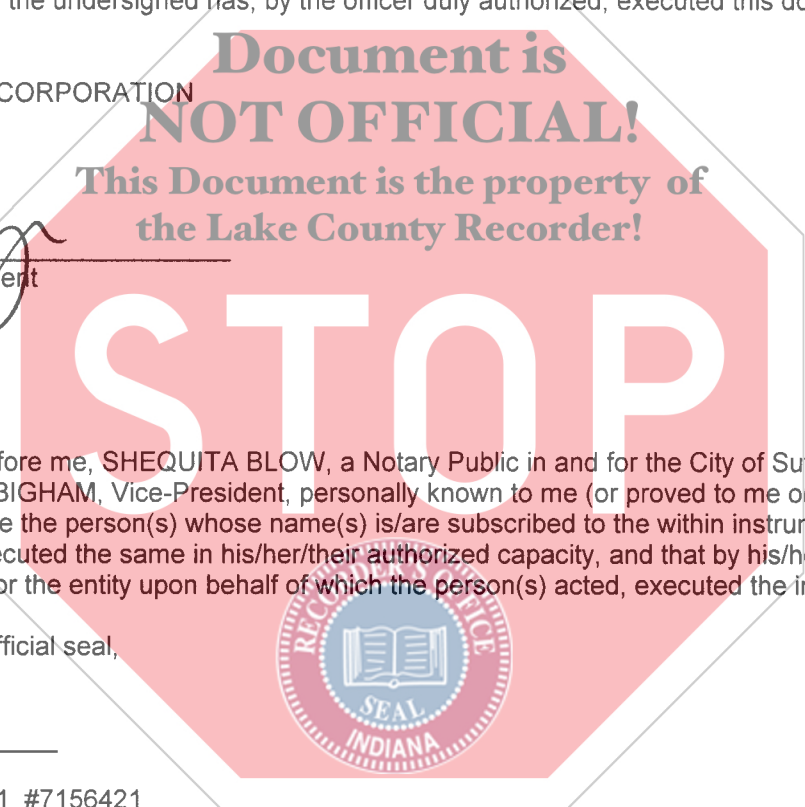 the undersigned has, by the officer duly authorized, executed this do
Document is
CORPORATION
NOT OFFICIAL!
This Document is the property of
the Lake County Recorder!
ent
STOP
fore me, SHEQUITA BLOW, a Notary Public in and for the City of Su
BIGHAM, Vice-President, personally known to me (or proved to me o
e the person(s) whose name(s) is/are subscribed to the within instru
ecuted the same in his/her/their authorized capacity, and that by his/h
or the entity upon behalf of which the person(s) acted, executed the i
RECORDER'S OFFICE
fficial seal,
SEAL
INDIANA
1 #7156421